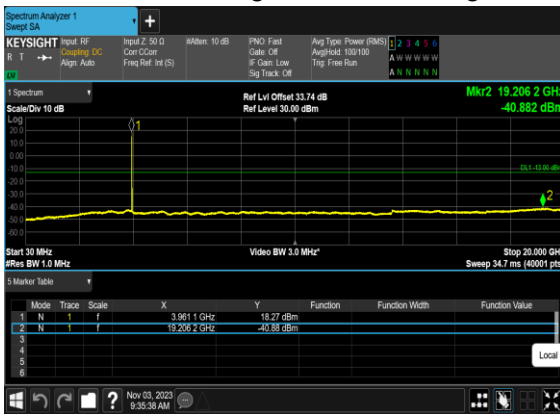 Spectrum Analyzer 1
Swept SA
+
KEYSIGHT Input: RF Input Z: 50 Ω #Atten: 10 dB PNO: Fast Avg Type: Power (RMS) 1 2 3 4 5 6
R T Coupling: DC Corr CCorr Gate: Off Avg|Hold: 100/100 A W W W W W
Align: Auto Freq Ref: Int (S) IF Gain: Low Trig: Free Run
Sig Track: Off A N N N N N
1 Spectrum Ref Lvl Offset 33.74 dB Mkr2 19.206 2 GHz
Scale/Div 10 dB Ref Level 30.00 dBm -40.882 dBm
Log
20.0
10.0
0.00
-10.0
-20.0
-30.0
-40.0
-50.0
-60.0
1
DL1 -13.00 dBm
2
Start 30 MHz Video BW 3.0 MHz* Stop 20.000 GH
#Res BW 1.0 MHz Sweep 34.7 ms (40001 pts
5 Marker Table
Mode Trace Scale X Y Function Function Width Function Value
1 N 1 f 3.961 1 GHz 18.27 dBm
2 N 1 f 19.206 2 GHz -40.88 dBm
3
4
5
6
Local
? Nov 03, 2023
9:35:38 AM